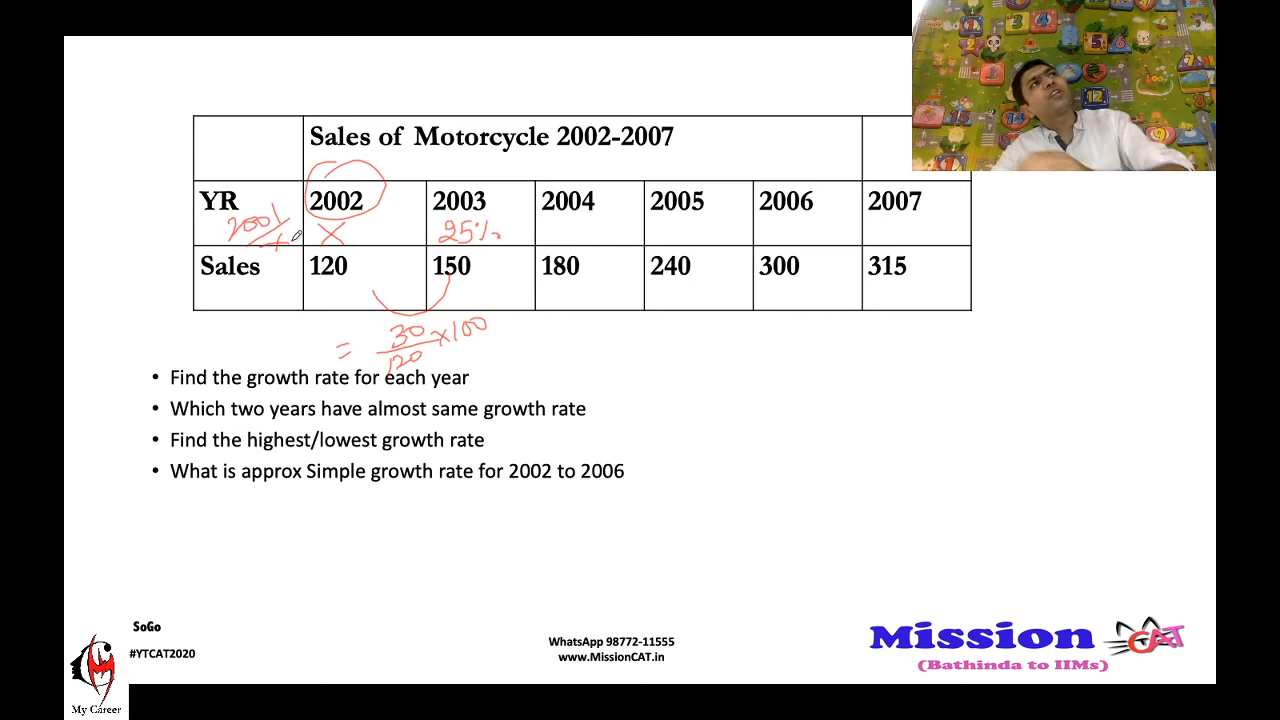 Sales of Motorcycle 2002-2007
YR 2002 2003 2004 2005 2006 2007
2001 X X 25%
Sales 120 150 180 240 300 315
= 30/120 x 100
• Find the growth rate for each year
• Which two years have almost same growth rate
• Find the highest/lowest growth rate
• What is approx Simple growth rate for 2002 to 2006
SoGo
#YTCAT2020
My Career
WhatsApp 98772-11555
www.MissionCAT.in
Mission CAT
(Bathinda to IIMs)